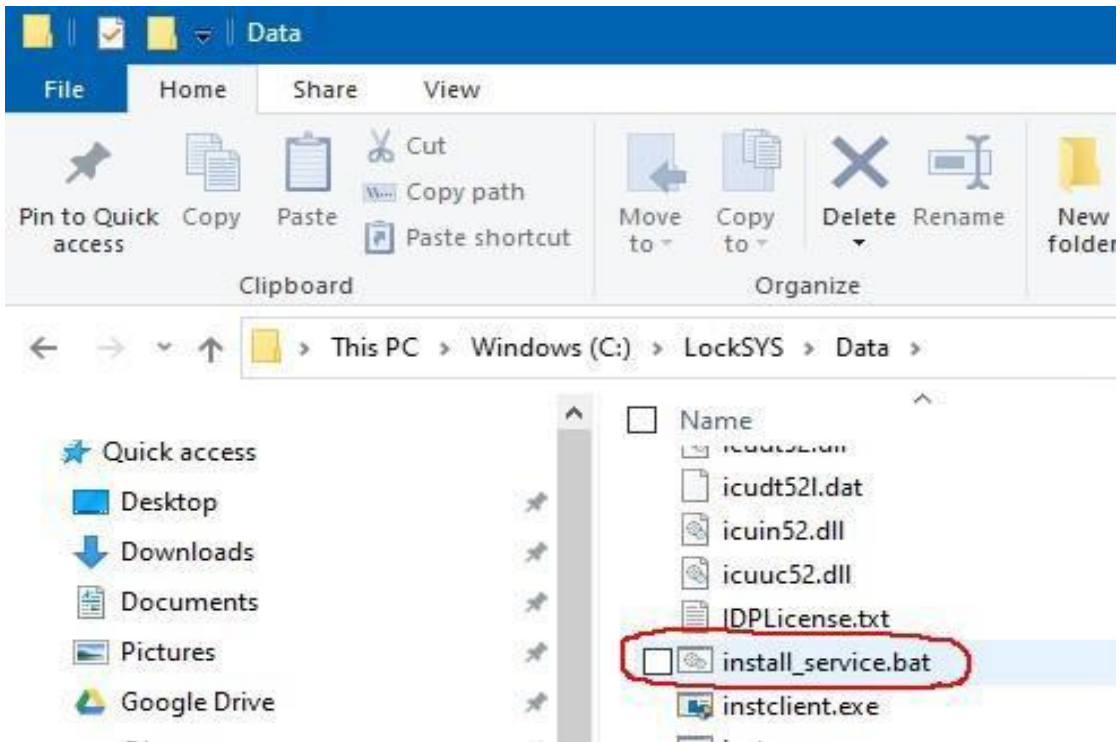 Data
File Home Share View
Pin to Quick access
Copy
Paste
Cut
Copy path
Paste shortcut
Move to
Copy to
Delete
Rename
New folder
Clipboard
Organize
This PC > Windows (C:) > LockSYS > Data >
Name
Quick access
Desktop
Downloads
Documents
Pictures
Google Drive
icudt52l.dat
icuin52.dll
icuuc52.dll
IDPLicense.txt
install_service.bat
instclient.exe